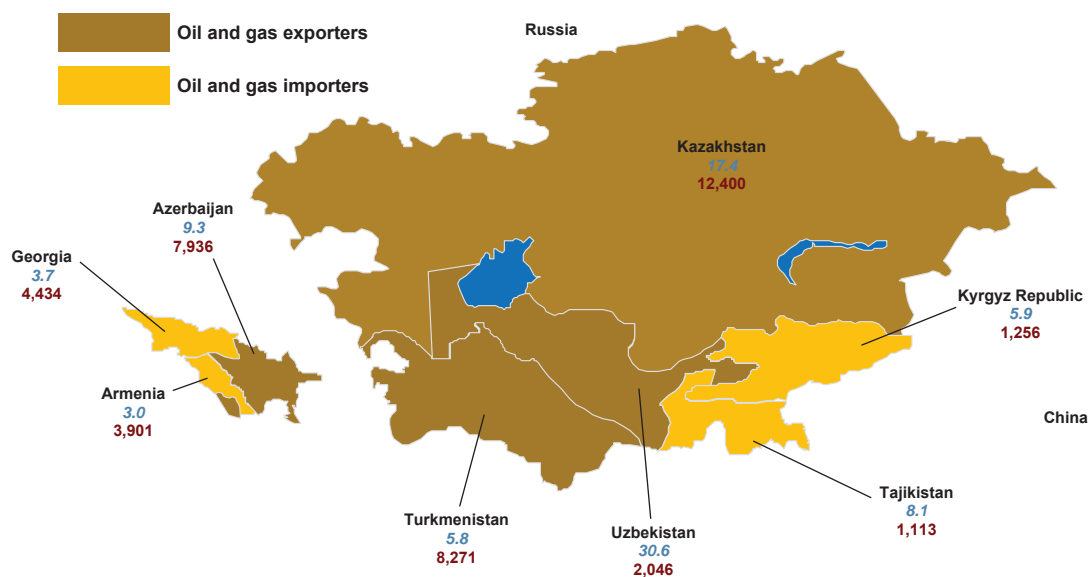 Oil and gas exporters
Oil and gas importers
Russia
Kazakhstan
17.4
12,400
Azerbaijan
9.3
7,936
Georgia
3.7
4,434
Kyrgyz Republic
5.9
1,256
Armenia
3.0
3,901
China
Tajikistan
8.1
1,113
Turkmenistan
5.8
8,271
Uzbekistan
30.6
2,046